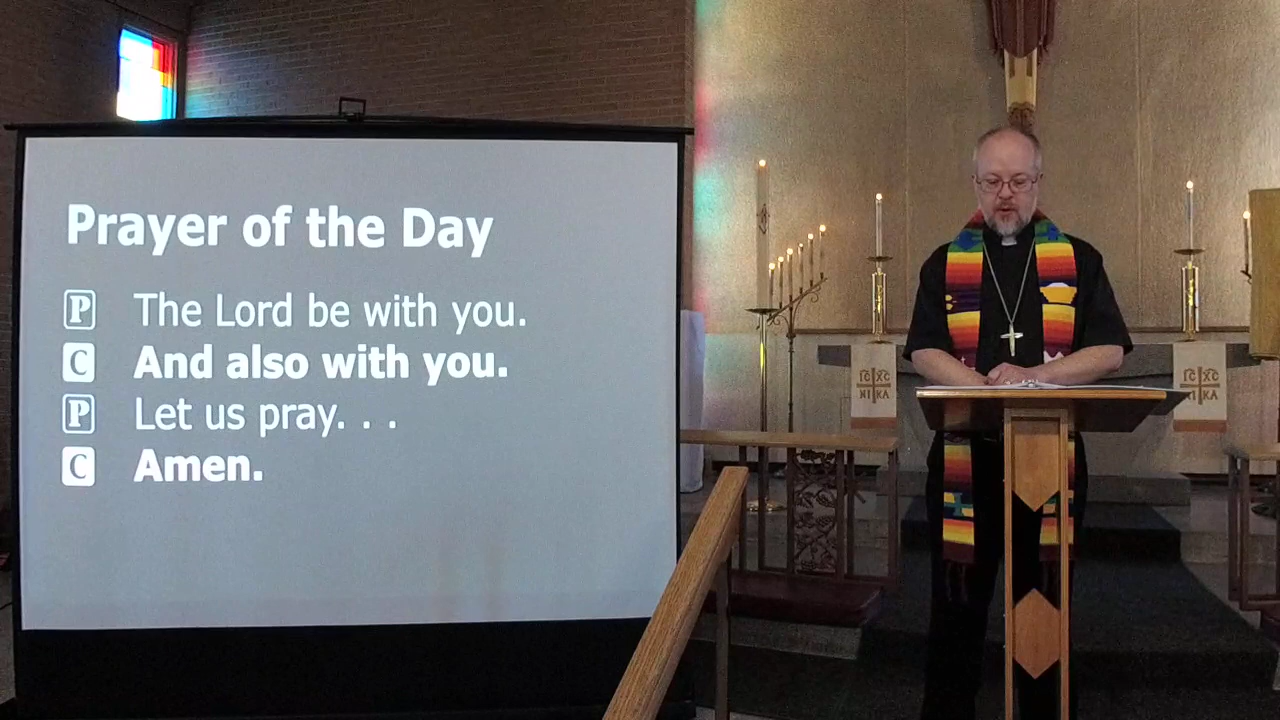 Prayer of the Day
P The Lord be with you.
C And also with you.
P Let us pray. . .
C Amen.
IC XC
NI KA
IC XC
NI KA